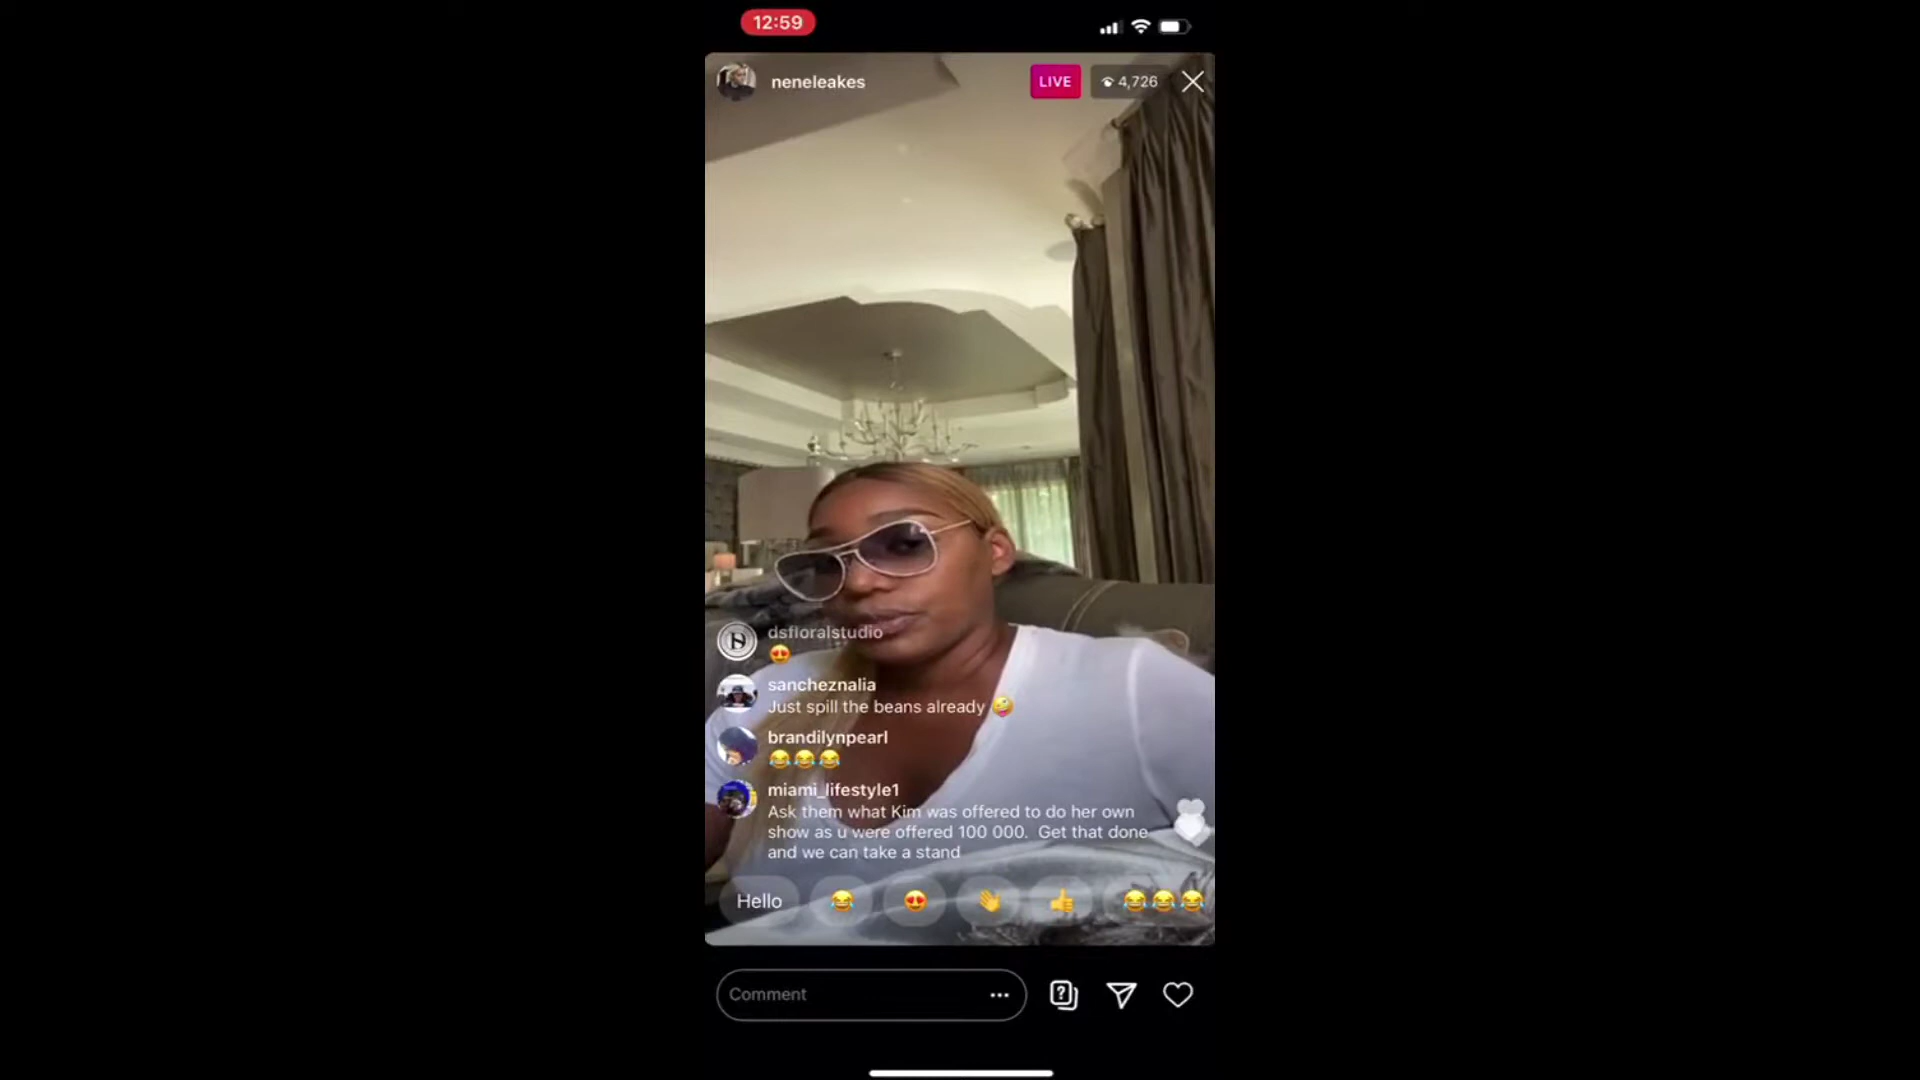 12:59
neneleakes
LIVE
4,726
dsfloralstudio
😍
sancheznalia
Just spill the beans already 🤪
brandilynpearl
😂😂😂
miami_lifestyle1
Ask them what Kim was offered to do her own
show as u were offered 100 000.  Get that done
and we can take a stand
Hello 😂 😍 👋 👍 😂😂😂
Comment